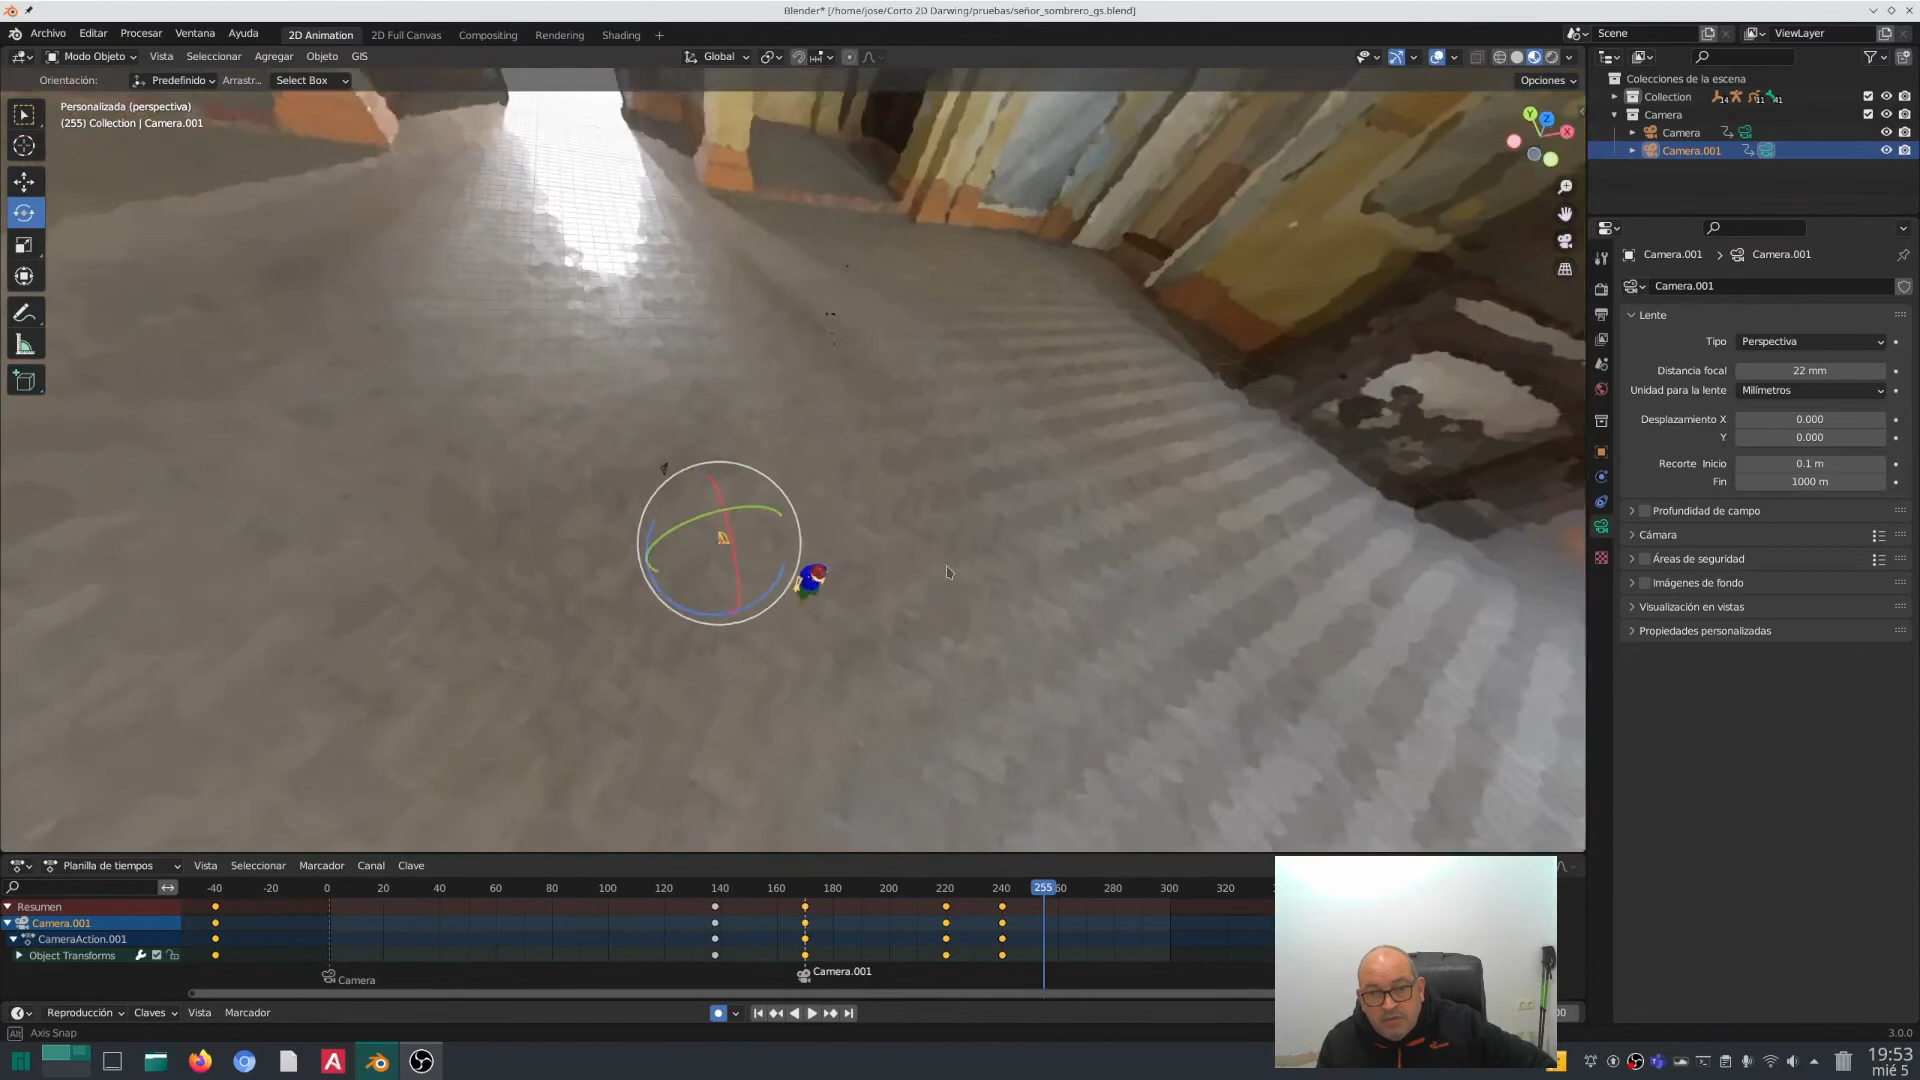 Blender* [/home/jose/Corto 2D Darwing/pruebas/señor_sombrero_gs.blend]
Archivo Editar Procesar Ventana Ayuda 2D Animation 2D Full Canvas Compositing Rendering Shading + Scene ViewLayer
Modo Objeto Vista Seleccionar Agregar Objeto GIS Global
Orientación: Predefinido Arrastr... Select Box Opciones
Personalizada (perspectiva)
(255) Collection | Camera.001
Y Z X
Colecciones de la escena
Collection 14 11 41
Camera
Camera
Camera.001
Camera.001 Camera.001
Camera.001
Lente
Tipo Perspectiva
Distancia focal 22 mm
Unidad para la lente Milímetros
Desplazamiento X 0.000
Y 0.000
Recorte Inicio 0.1 m
Fin 1000 m
Profundidad de campo
Cámara
Áreas de seguridad
Imágenes de fondo
Visualización en vistas
Propiedades personalizadas
Planilla de tiempos Vista Seleccionar Marcador Canal Clave
-40 -20 0 20 40 60 80 100 120 140 160 180 200 220 240 255 60 280 300 320
Resumen
Camera.001
CameraAction.001
Object Transforms
Camera Camera.001
Reproducción Claves Vista Marcador 00
Alt Axis Snap 3.0.0
A
19:53
mié 5